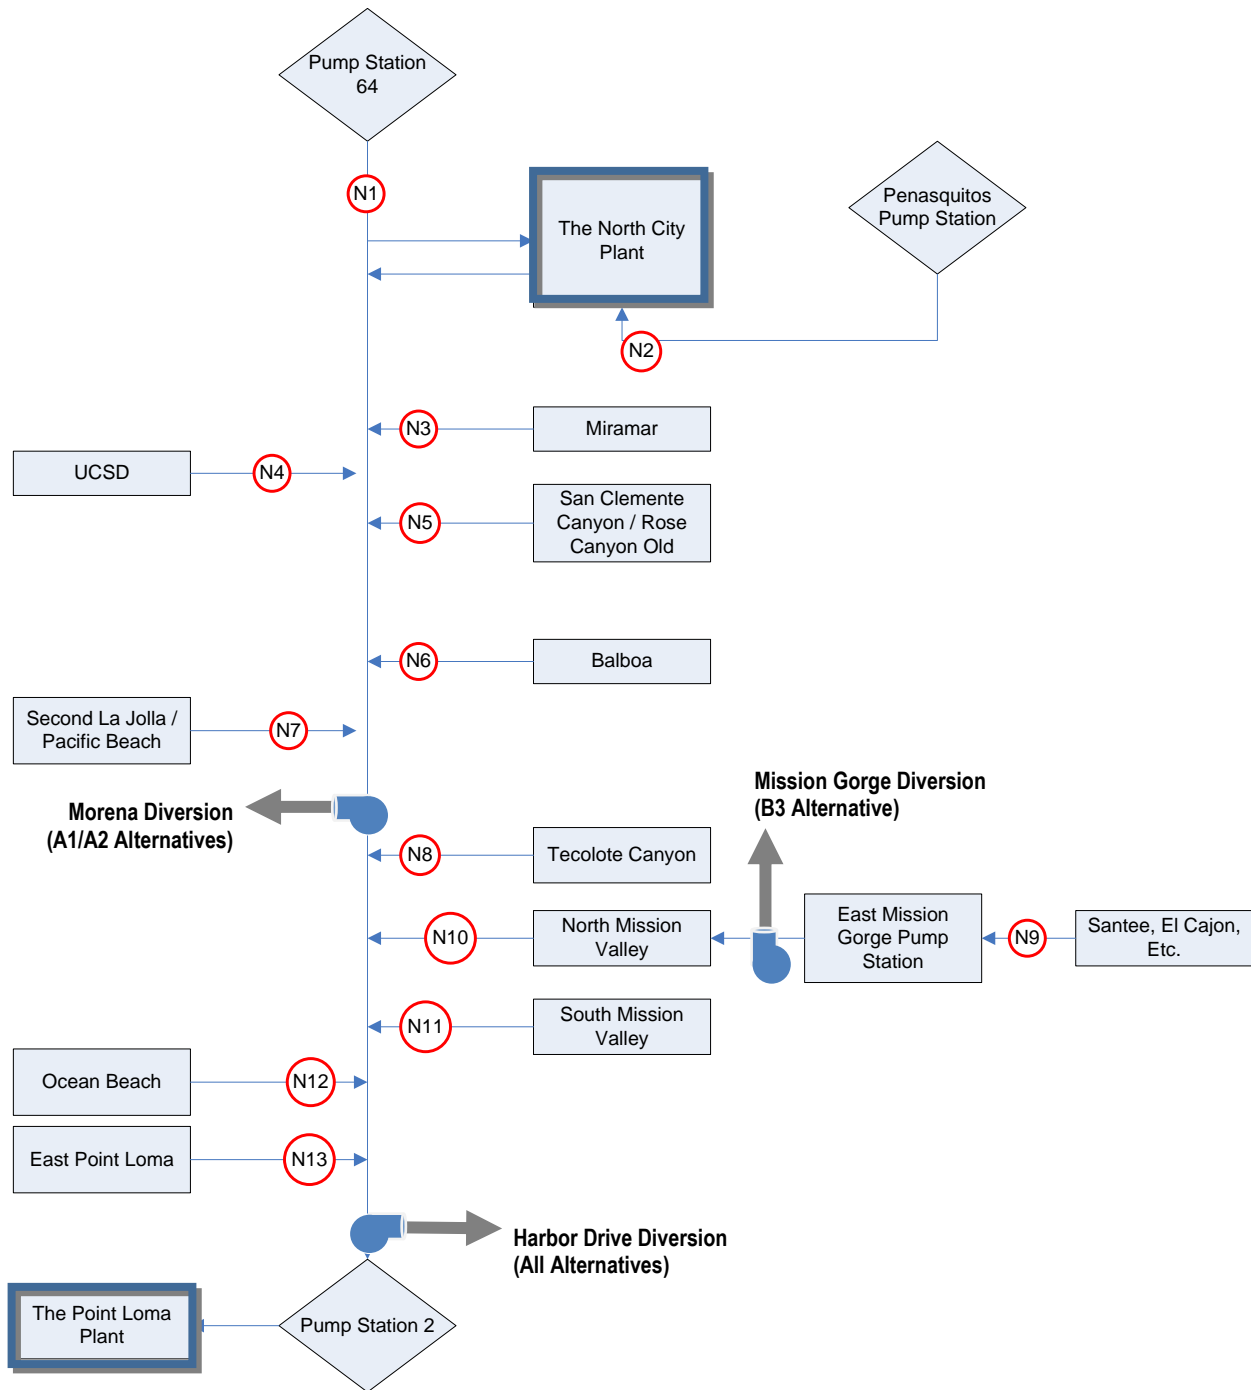 Pump Station
64
N1
The North City
Plant
Penasquitos
Pump Station
N2
N3
Miramar
UCSD
N4
N5
San Clemente
Canyon / Rose
Canyon Old
N6
Balboa
Second La Jolla /
Pacific Beach
N7
Morena Diversion
(A1/A2 Alternatives)
Mission Gorge Diversion
(B3 Alternative)
N8
Tecolote Canyon
N10
North Mission
Valley
East Mission
Gorge Pump
Station
N9
Santee, El Cajon,
Etc.
N11
South Mission
Valley
Ocean Beach
N12
East Point Loma
N13
Harbor Drive Diversion
(All Alternatives)
The Point Loma
Plant
Pump Station 2